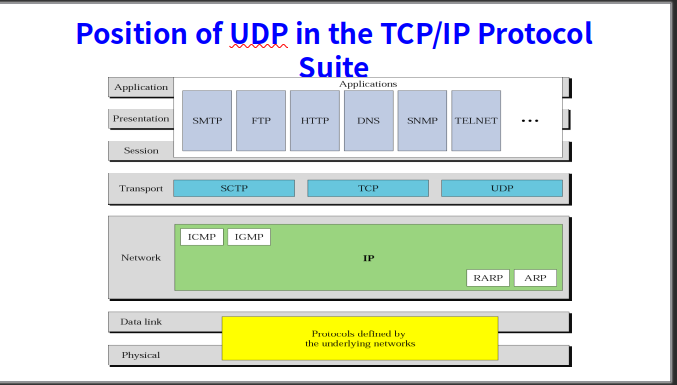 Position of UDP in the TCP/IP Protocol
Suite
Applications
Application
Presentation
Session
SMTP
FTP
HTTP
DNS
SNMP
TELNET
...
Transport
SCTP
TCP
UDP
Network
ICMP
IGMP
IP
RARP
ARP
Data link
Physical
Protocols defined by
the underlying networks